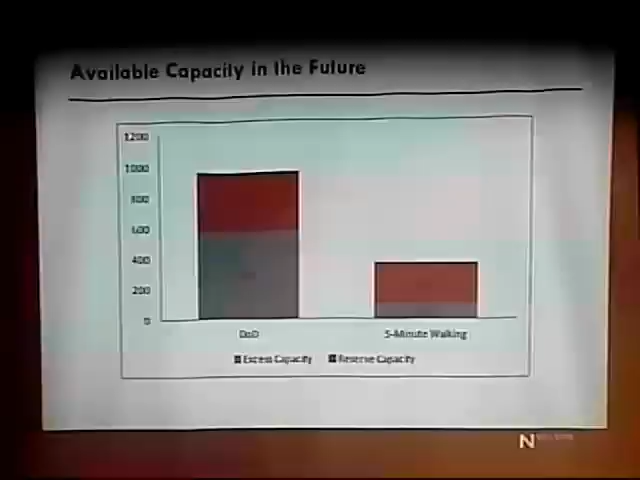 Available Capacity in the Future
1200
1000
800
600
400
200
0
DoD 5-Minute Walking
Excess Capacity Reserve Capacity
N